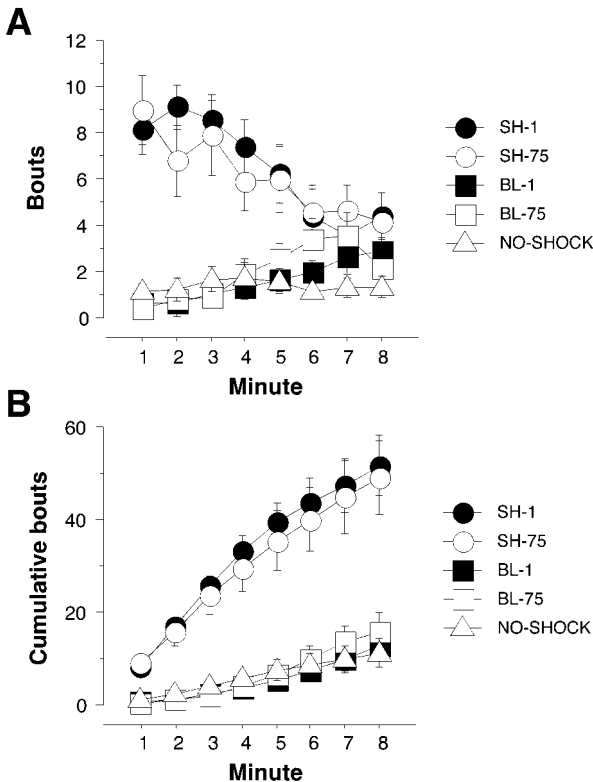 A
12
10
8
6
4
2
0
Bouts
1 2 3 4 5 6 7 8
Minute
SH-1
SH-75
BL-1
BL-75
NO-SHOCK
B
60
40
20
0
Cumulative bouts
1 2 3 4 5 6 7 8
Minute
SH-1
SH-75
BL-1
BL-75
NO-SHOCK